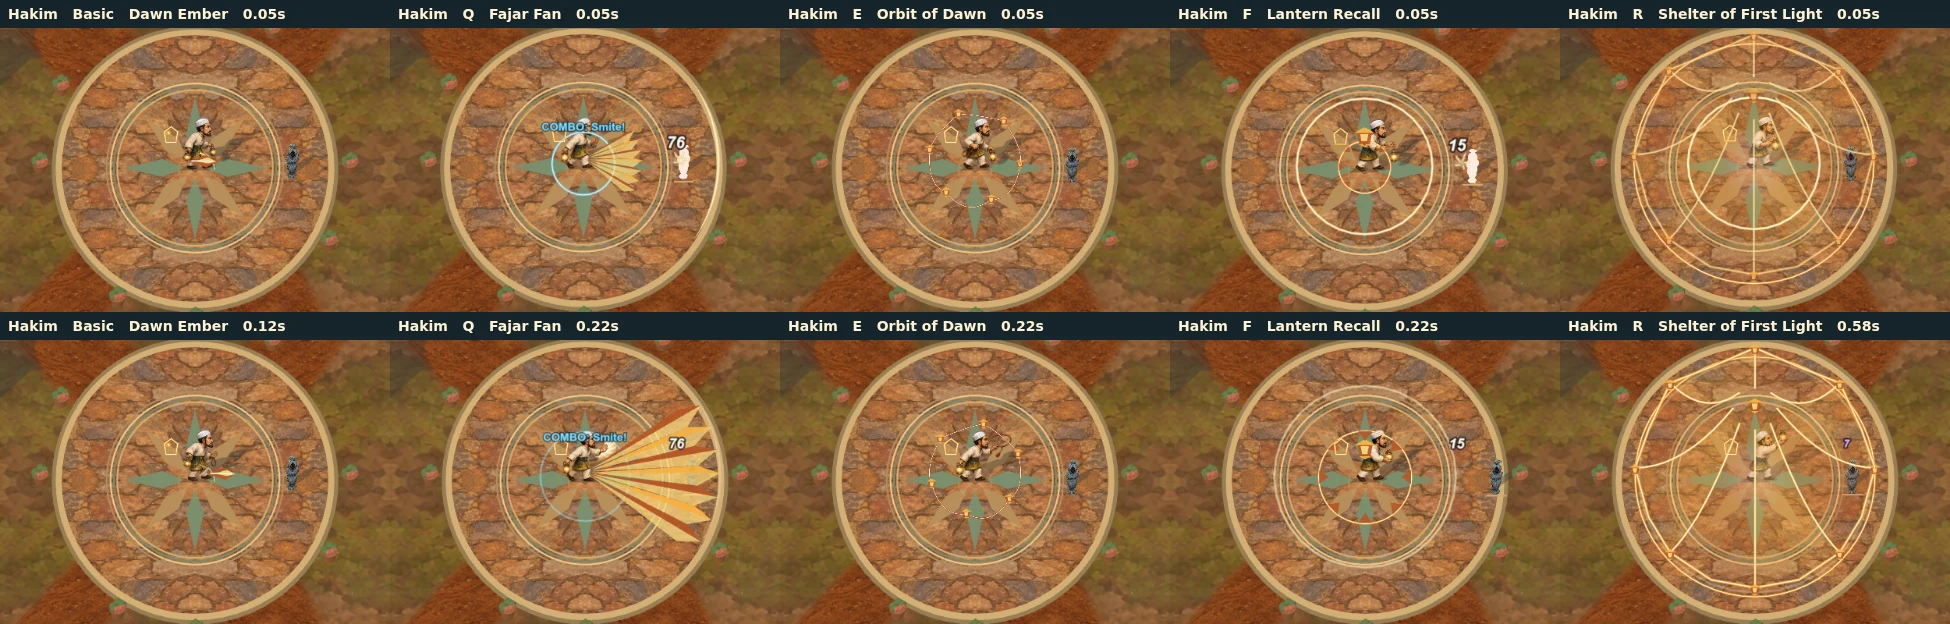 Hakim Basic Dawn Ember 0.05s
Hakim Q Fajar Fan 0.05s
COMBO: Smite!
76
Hakim E Orbit of Dawn 0.05s
Hakim F Lantern Recall 0.05s
15
Hakim R Shelter of First Light 0.05s
Hakim Basic Dawn Ember 0.12s
Hakim Q Fajar Fan 0.22s
COMBO: Smite!
76
Hakim E Orbit of Dawn 0.22s
Hakim F Lantern Recall 0.22s
15
Hakim R Shelter of First Light 0.58s
7